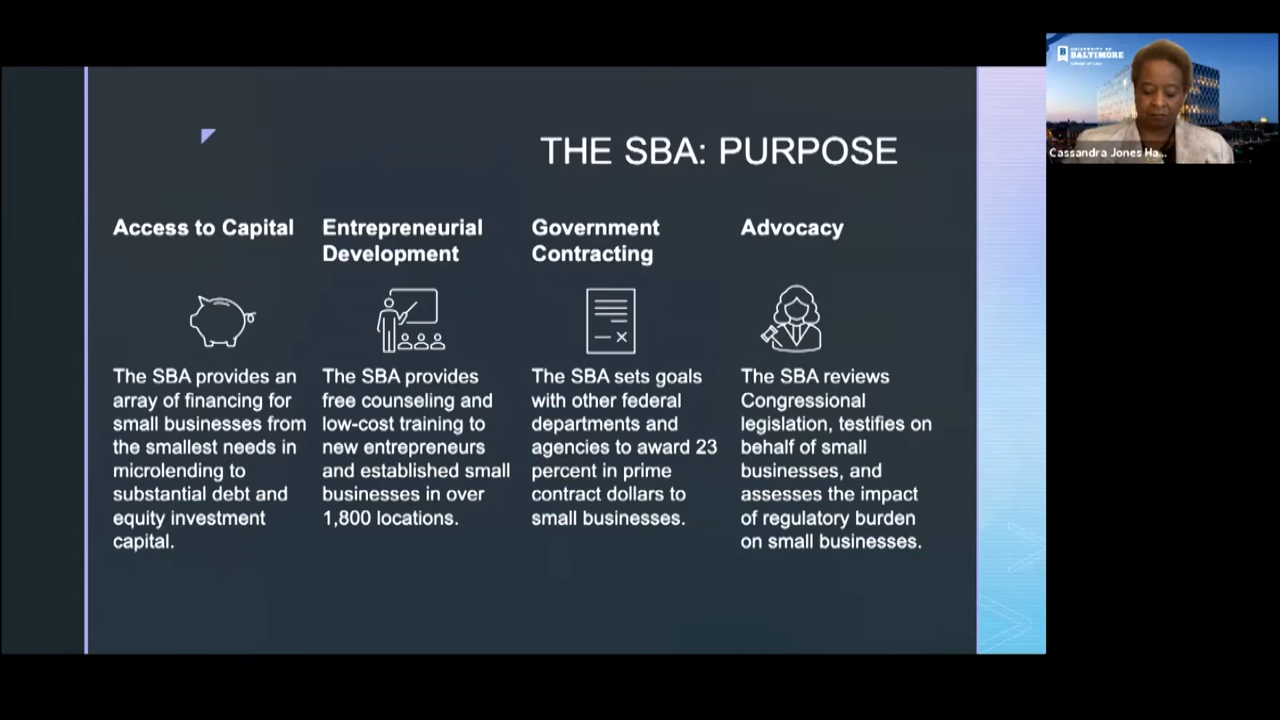 THE SBA: PURPOSE
Access to Capital
The SBA provides an
array of financing for
small businesses from
the smallest needs in
microlending to
substantial debt and
equity investment
capital.
Entrepreneurial
Development
The SBA provides
free counseling and
low-cost training to
new entrepreneurs
and established small
businesses in over
1,800 locations.
Government
Contracting
The SBA sets goals
with other federal
departments and
agencies to award 23
percent in prime
contract dollars to
small businesses.
Advocacy
The SBA reviews
Congressional
legislation, testifies on
behalf of small
businesses, and
assesses the impact
of regulatory burden
on small businesses.
UNIVERSITY OF
BALTIMORE
SCHOOL OF LAW
Cassandra Jones Ha...